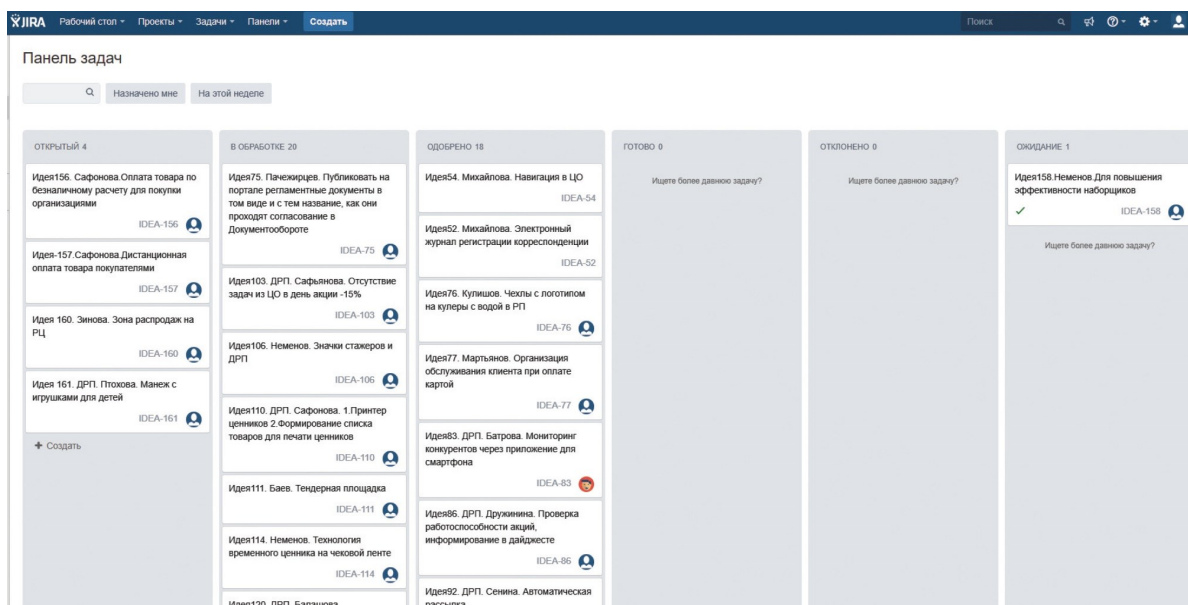 JIRA Рабочий стол Проекты Задачи Панели Создать Поиск
Панель задач
Назначено мне На этой неделе
ОТКРЫТЫЙ 4
Идея156. Сафонова.Оплата товара по
безналичному расчету для покупки
организациями
IDEA-156
Идея-157.Сафонова.Дистанционная
оплата товара покупателями
IDEA-157
Идея 160. Зинова. Зона распродаж на
РЦ
IDEA-160
Идея 161. ДРП. Птохова. Манеж с
игрушками для детей
IDEA-161
+ Создать
В ОБРАБОТКЕ 20
Идея75. Пачежирцев. Публиковать на
портале регламентные документы в
том виде и с тем название, как они
проходят согласование в
Документообороте
IDEA-75
Идея103. ДРП. Сафьянова. Отсутствие
задач из ЦО в день акции -15%
IDEA-103
Идея106. Неменов. Значки стажеров и
ДРП
IDEA-106
Идея110. ДРП. Сафонова. 1.Принтер
ценников 2.Формирование списка
товаров для печати ценников
IDEA-110
Идея111. Баев. Тендерная площадка
IDEA-111
Идея114. Неменов. Технология
временного ценника на чековой ленте
IDEA-114
Идея120. ДРП. Балашова.
ОДОБРЕНО 18
Идея54. Михайлова. Навигация в ЦО
IDEA-54
Идея52. Михайлова. Электронный
журнал регистрации корреспонденции
IDEA-52
Идея76. Кулишов. Чехлы с логотипом
на кулеры с водой в РП
IDEA-76
Идея77. Мартьянов. Организация
обслуживания клиента при оплате
картой
IDEA-77
Идея83. ДРП. Батрова. Мониторинг
конкурентов через приложение для
смартфона
IDEA-83
Идея86. ДРП. Дружинина. Проверка
работоспособности акций,
информирование в дайджесте
IDEA-86
Идея92. ДРП. Сенина. Автоматическая
рассылка
ГОТОВО 0
Ищете более давнюю задачу?
ОТКЛОНЕНО 0
Ищете более давнюю задачу?
ОЖИДАНИЕ 1
Идея158.Неменов.Для повышения
эффективности наборщиков
IDEA-158
Ищете более давнюю задачу?